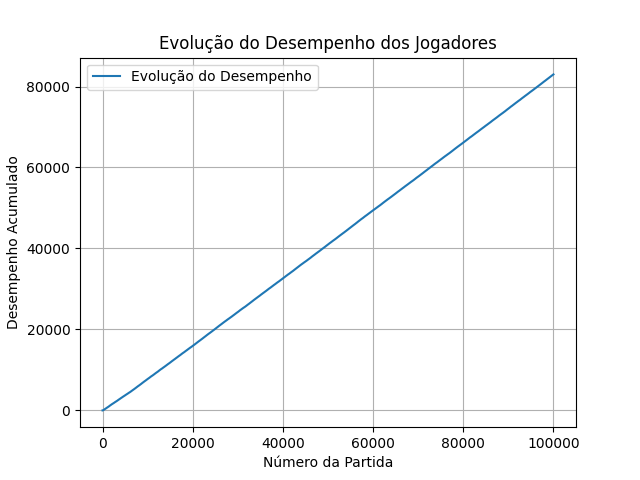 Evolução do Desempenho dos Jogadores
Evolução do Desempenho
80000
60000
40000
20000
0
Desempenho Acumulado
0 20000 40000 60000 80000 100000
Número da Partida